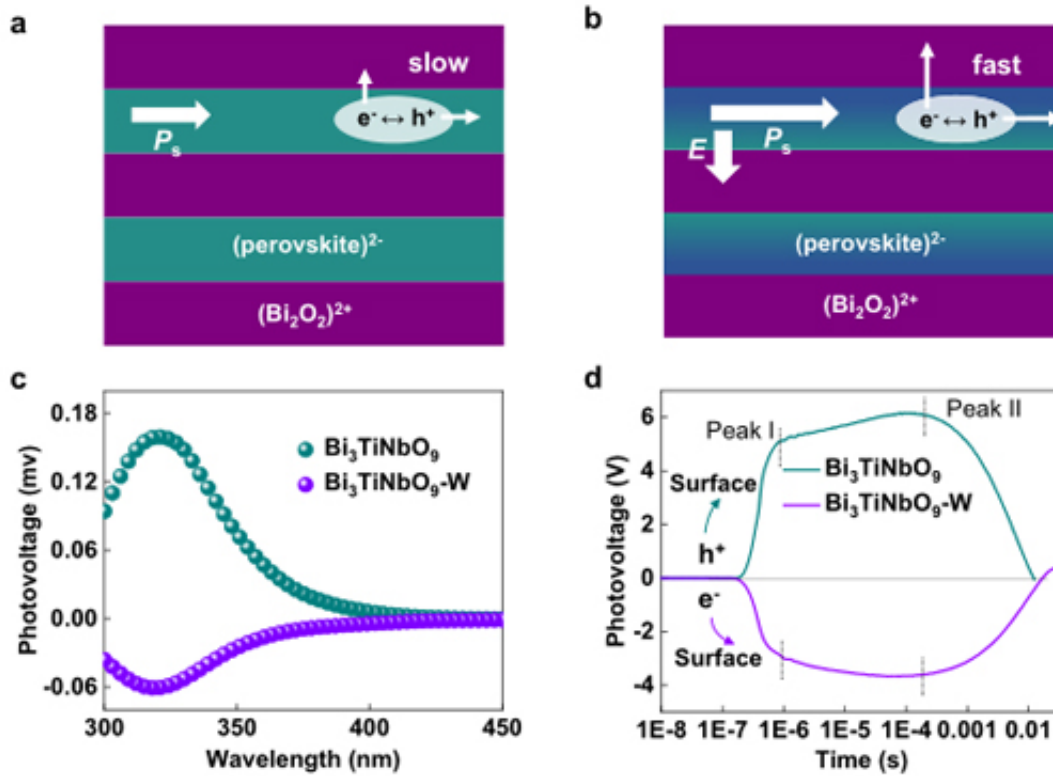 a
slow
e⁻ ↔ h⁺
Pₛ
(perovskite)²⁻
(Bi₂O₂)²⁺
b
fast
e⁻ ↔ h⁺
E
Pₛ
(perovskite)²⁻
(Bi₂O₂)²⁺
c
Photovoltage (mv)
0.18
0.12
0.06
0.00
-0.06
Bi₃TiNbO₉
Bi₃TiNbO₉-W
300 350 400 450
Wavelength (nm)
d
Photovoltage (V)
6
4
2
0
-2
-4
Peak I
Peak II
Bi₃TiNbO₉
Bi₃TiNbO₉-W
Surface
h⁺
e⁻
Surface
1E-8 1E-7 1E-6 1E-5 1E-4 0.001 0.01
Time (s)